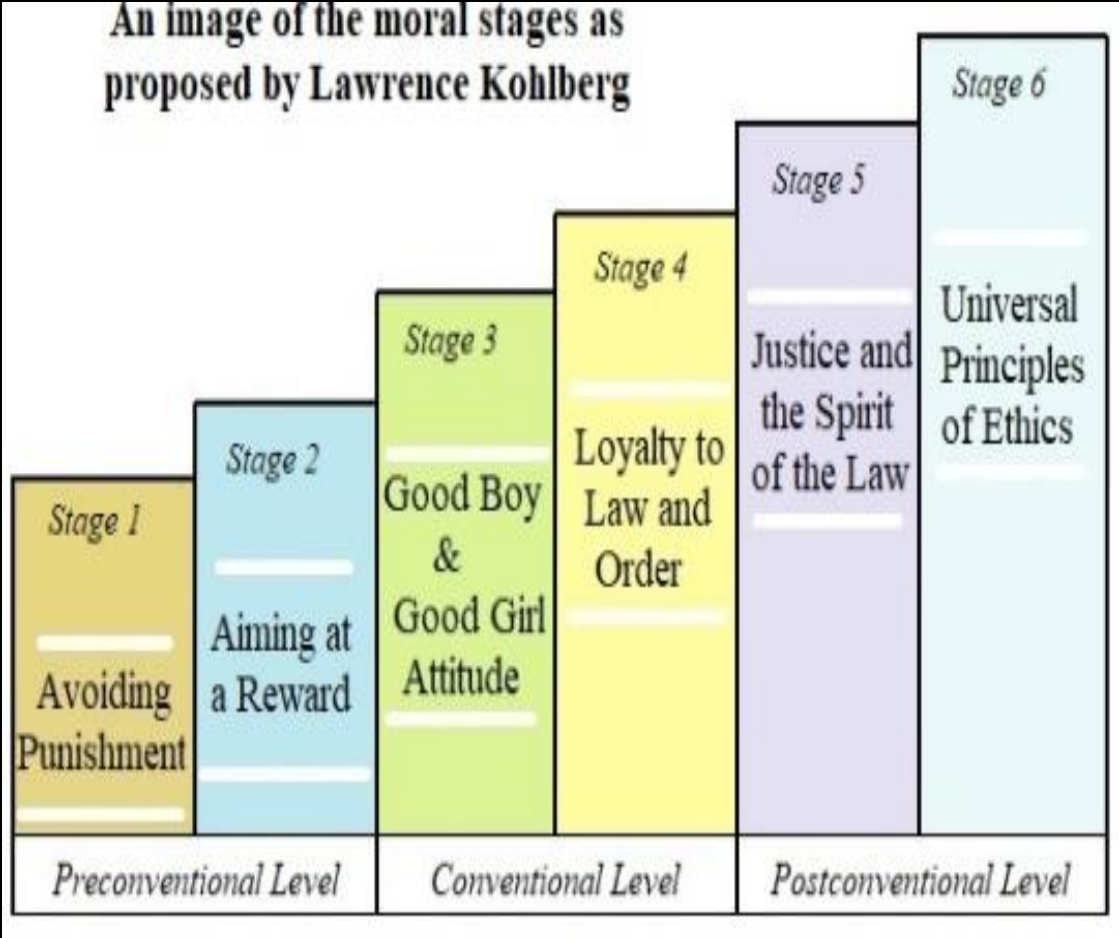 An image of the moral stages as
proposed by Lawrence Kohlberg
Stage 1
Avoiding
Punishment
Stage 2
Aiming at
a Reward
Stage 3
Good Boy
&
Good Girl
Attitude
Stage 4
Loyalty to
Law and
Order
Stage 5
Justice and
the Spirit
of the Law
Stage 6
Universal
Principles
of Ethics
Preconventional Level
Conventional Level
Postconventional Level